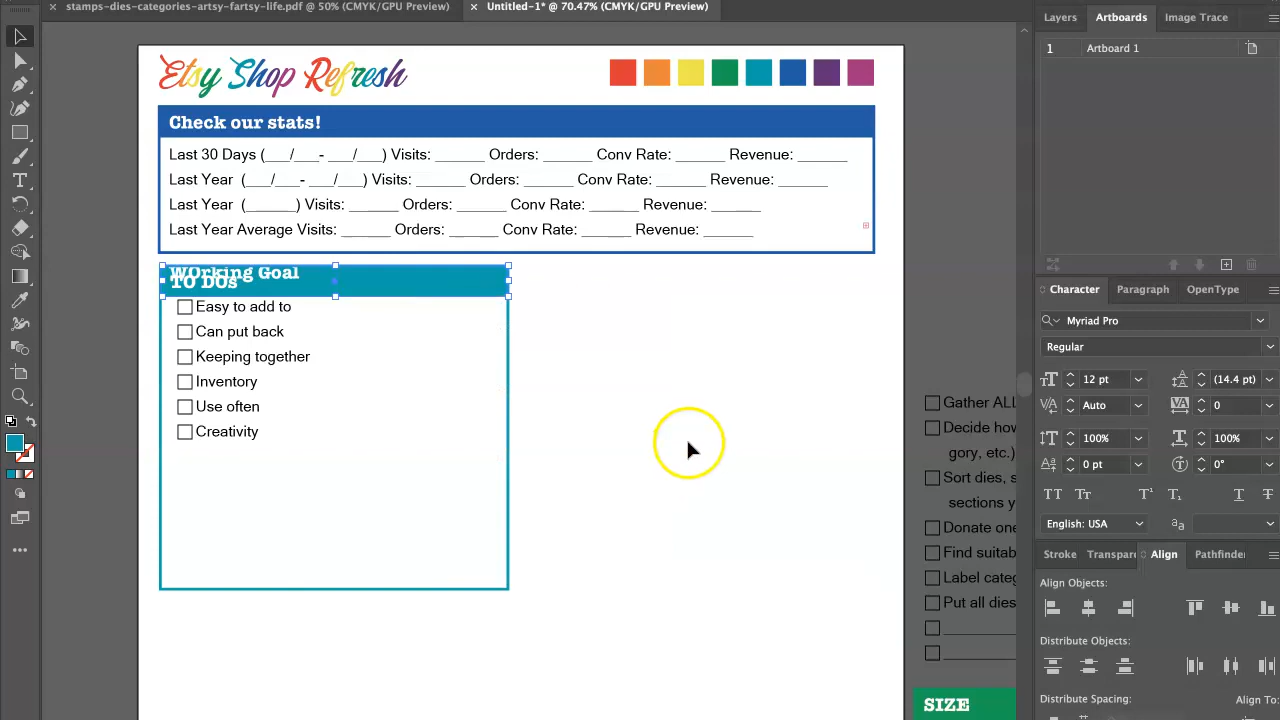 stamps-dies-categories-artsy-fartsy-life.pdf @ 50% (CMYK/GPU Preview)
Untitled-1* @ 70.47% (CMYK/GPU Preview)
Layers
Artboards
Image Trace
1 Artboard 1
Etsy Shop Refresh
Check our stats!
Last 30 Days (___/___- ___/___) Visits: ______ Orders: ______ Conv Rate: ______ Revenue: ______
Last Year (___/___- ___/___) Visits: ______ Orders: ______ Conv Rate: ______ Revenue: ______
Last Year (______) Visits: ______ Orders: ______ Conv Rate: ______ Revenue: ______
Last Year Average Visits: ______ Orders: ______ Conv Rate: ______ Revenue: ______
WOrking Goal
TO DOs
Easy to add to
Can put back
Keeping together
Inventory
Use often
Creativity
Gather ALL
Decide how
gory, etc.)
Sort dies, s
sections y
Donate one
Find suitab
Label categ
Put all dies
SIZE
Character
Paragraph
OpenType
Myriad Pro
Regular
12 pt
(14.4 pt)
Auto
0
100%
100%
0 pt
0°
TT Tr T¹ T₁ T T
English: USA
aa
Stroke
Transpar
Align
Pathfinde
Align Objects:
Distribute Objects:
Distribute Spacing:
Align To: